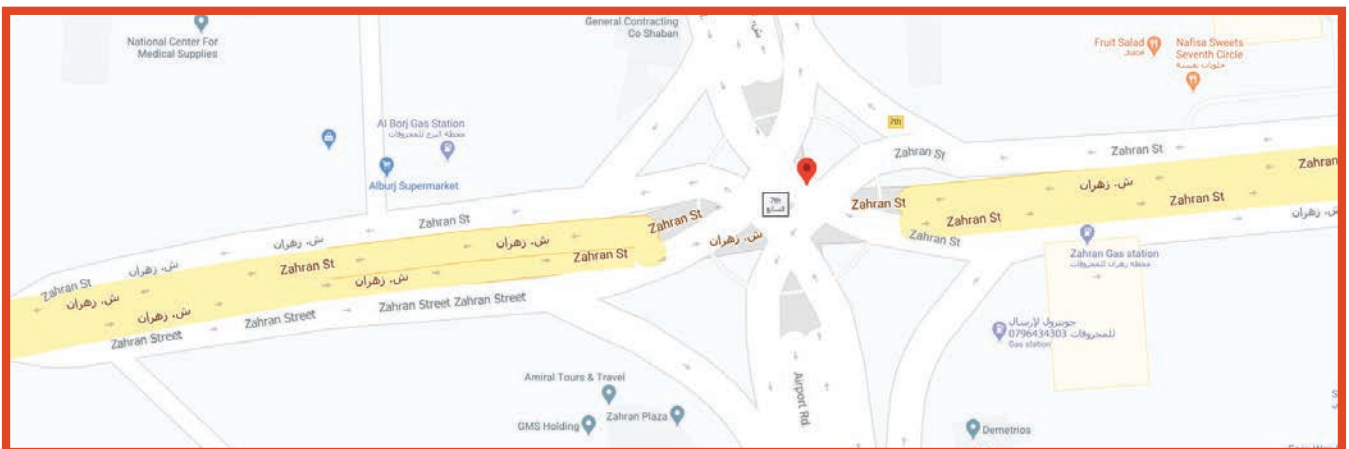 National Center For
Medical Supplies
General Contracting
Co Shaban
Fruit Salad
Nafisa Sweets
Seventh Circle
حلويات نفيسة
Al Borj Gas Station
محطة البرج للمحروقات
Alburj Supermarket
7th
Zahran St
Zahran St
Zahran
ش. زهران
Zahran St
Zahran St
Zahran St
ش. زهران
Zahran St
7th
السابع
Zahran St
Zahran St
ش. زهران
ش. زهران
ش. زهران
Zahran St
Zahran St
ش. زهران
ش. زهران
Zahran St
ش. زهران
ش. زهران
Zahran Street
Zahran Street
Zahran Street Zahran Street
Zahran Gas station
محطة زهران للمحروقات
جوبترول لإرسال
للمحروقات 0796434303
Gas station
Airport Rd.
Amiral Tours & Travel
GMS Holding
Zahran Plaza
Demetrios